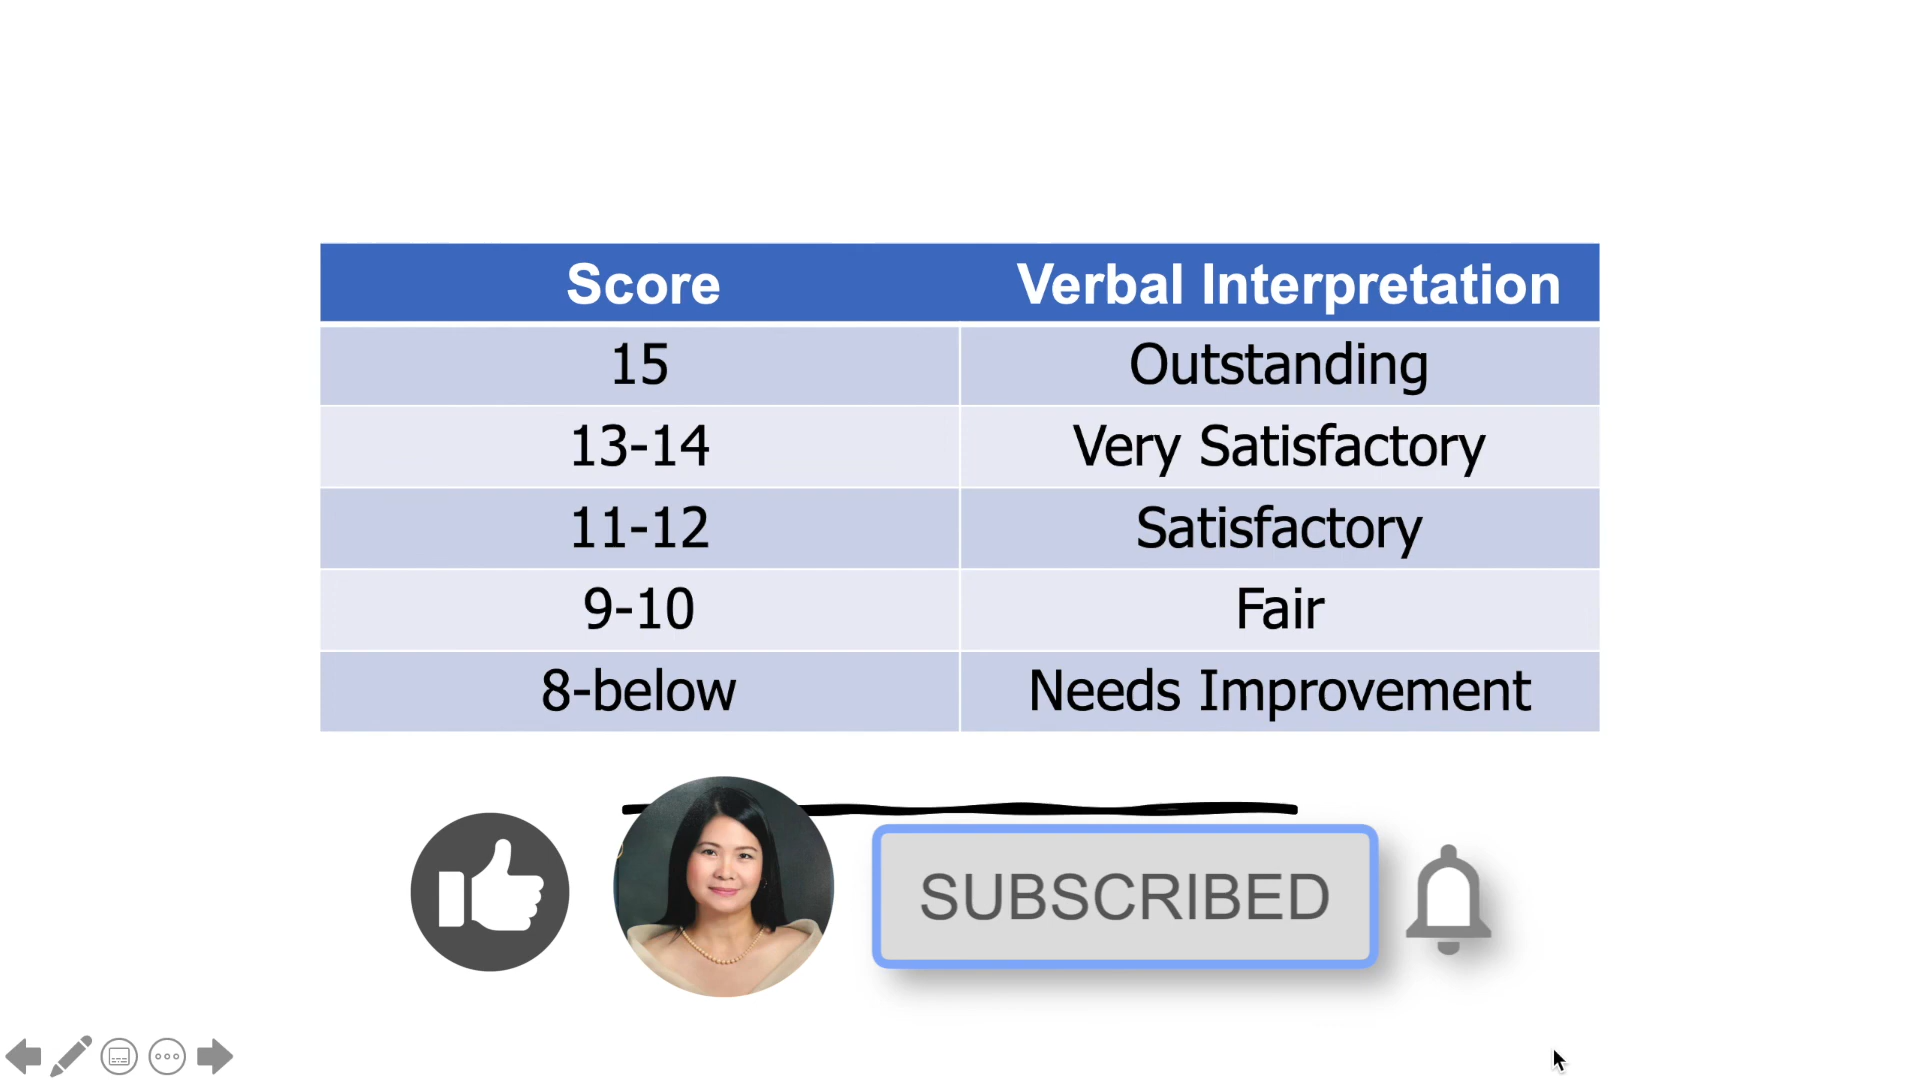 Score Verbal Interpretation
15 Outstanding
13-14 Very Satisfactory
11-12 Satisfactory
9-10 Fair
8-below Needs Improvement
SUBSCRIBED